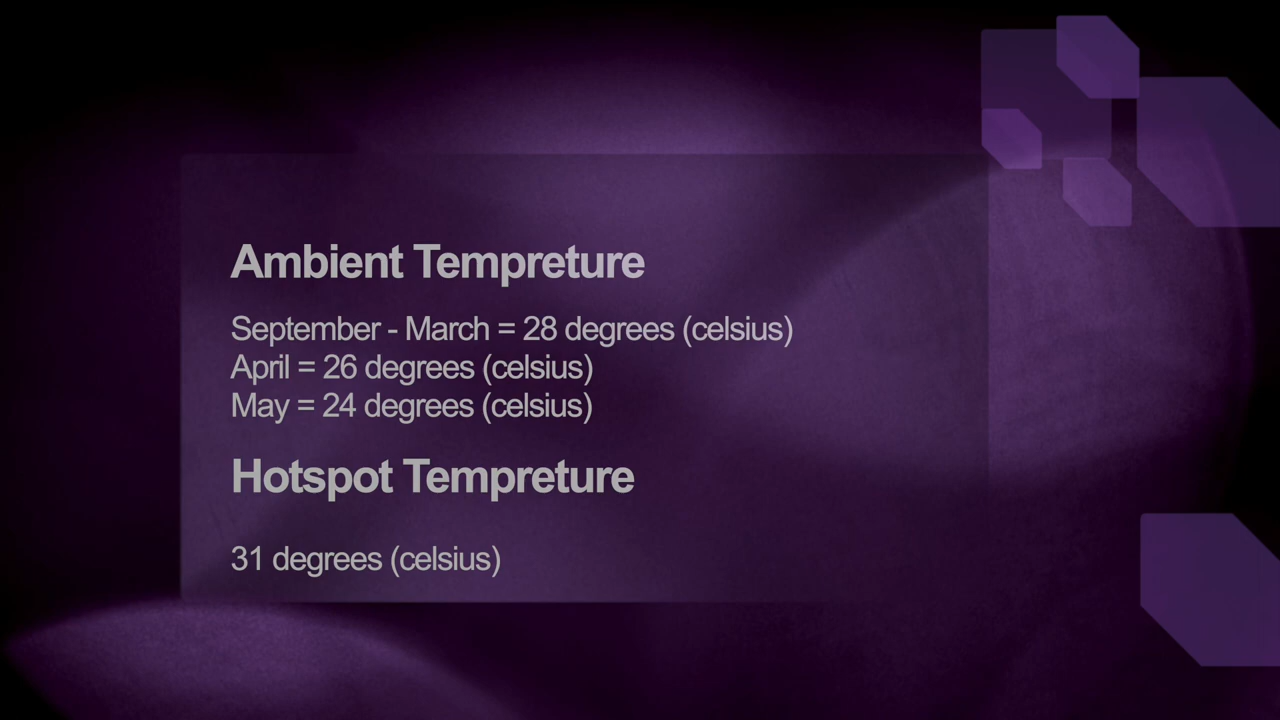 Ambient Tempreture
September - March = 28 degrees (celsius)
April = 26 degrees (celsius)
May = 24 degrees (celsius)
Hotspot Tempreture
31 degrees (celsius)